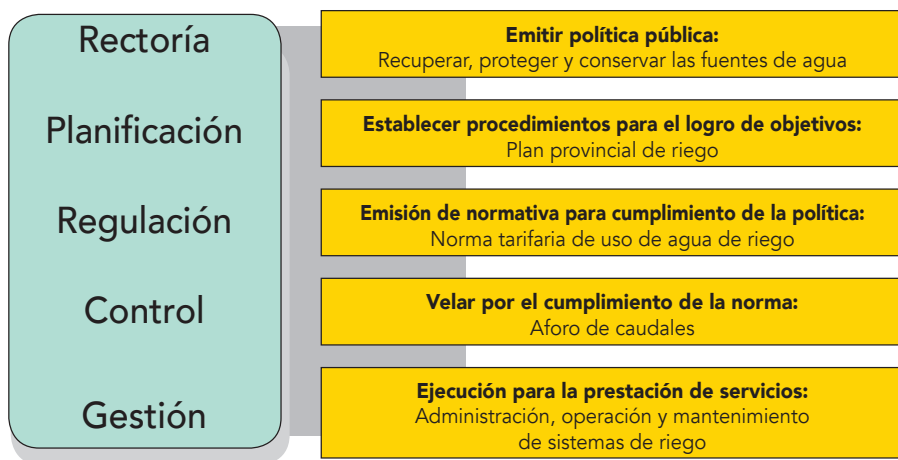 Rectoría
Emitir política pública:
Recuperar, proteger y conservar las fuentes de agua
Planificación
Establecer procedimientos para el logro de objetivos:
Plan provincial de riego
Regulación
Emisión de normativa para cumplimiento de la política:
Norma tarifaria de uso de agua de riego
Control
Velar por el cumplimiento de la norma:
Aforo de caudales
Gestión
Ejecución para la prestación de servicios:
Administración, operación y mantenimiento
de sistemas de riego